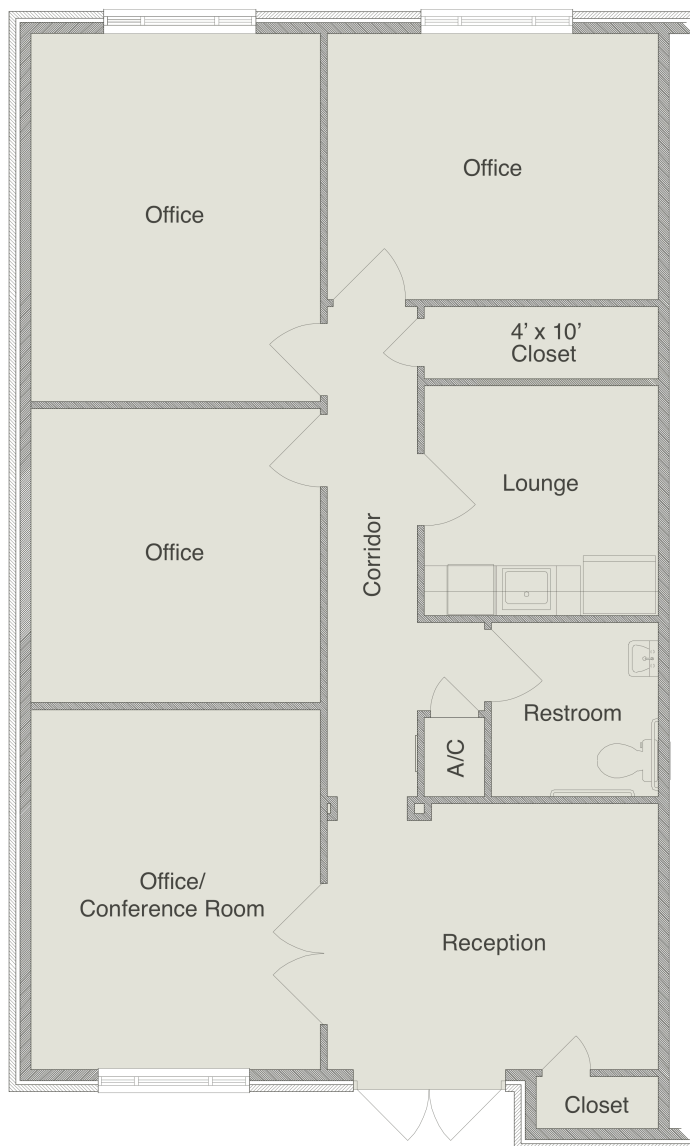 Office
Office
4’ x 10’
Closet
Lounge
Corridor
Office
Restroom
A/C
Office/
Conference Room
Reception
Closet